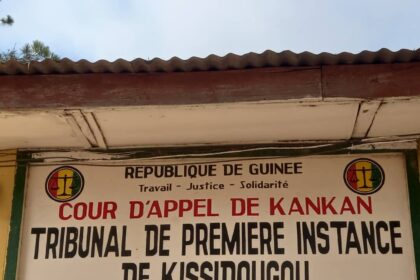 REPUBLIQUE DE GUINEE
Travail - Justice - Solidarité
COUR D'APPEL DE KANKAN
TRIBUNAL DE PREMIERE INSTANCE
DE KISSIDOUGOU